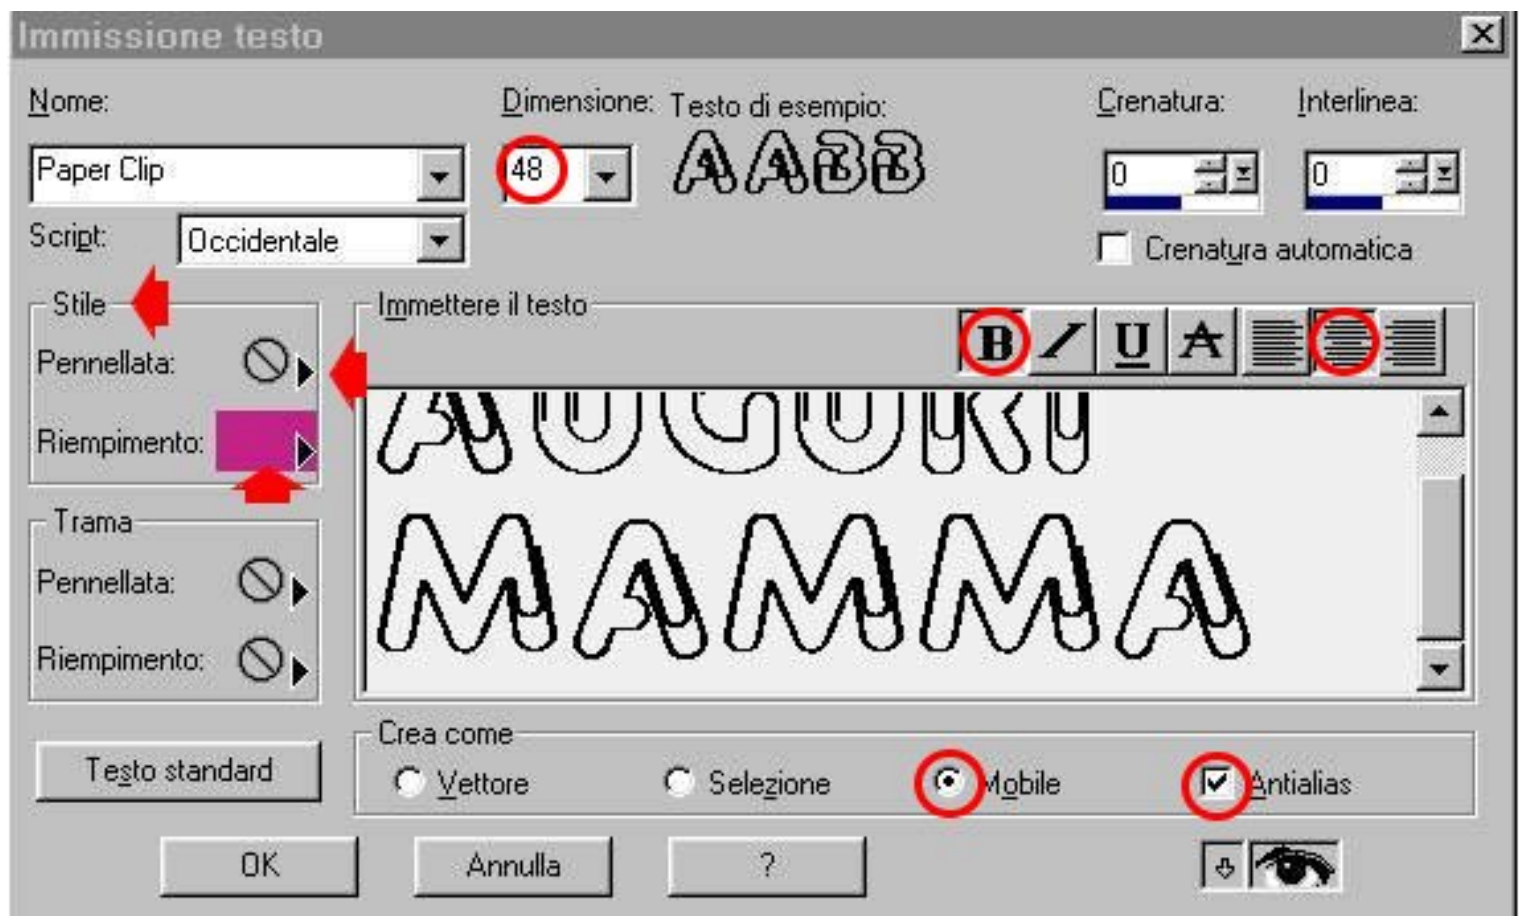 Immissione testo
Nome:
Dimensione:
Testo di esempio:
Crenatura:
Interlinea:
Paper Clip
48
AABB
0
0
Script:
Occidentale
Crenatura automatica
Stile
Pennellata:
Riempimento:
Immettere il testo
B I U A
AUGURI
MAMMA
Trama
Pennellata:
Riempimento:
Testo standard
Crea come
Vettore
Selezione
Mobile
Antialias
OK
Annulla
?